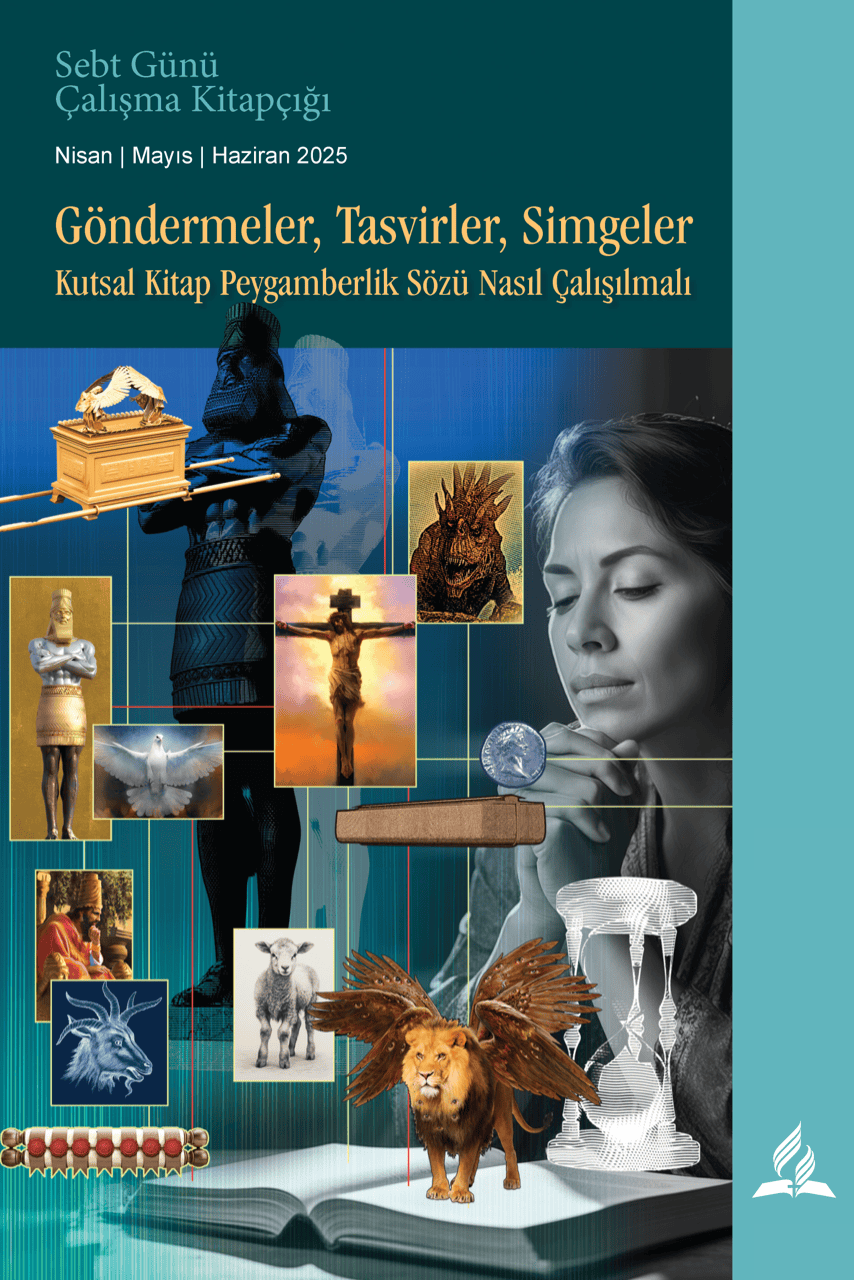 Sebt Günü
Çalışma Kitapçığı
Nisan | Mayıs | Haziran 2025
Göndermeler, Tasvirler, Simgeler
Kutsal Kitap Peygamberlik Sözü Nasıl Çalışılmalı